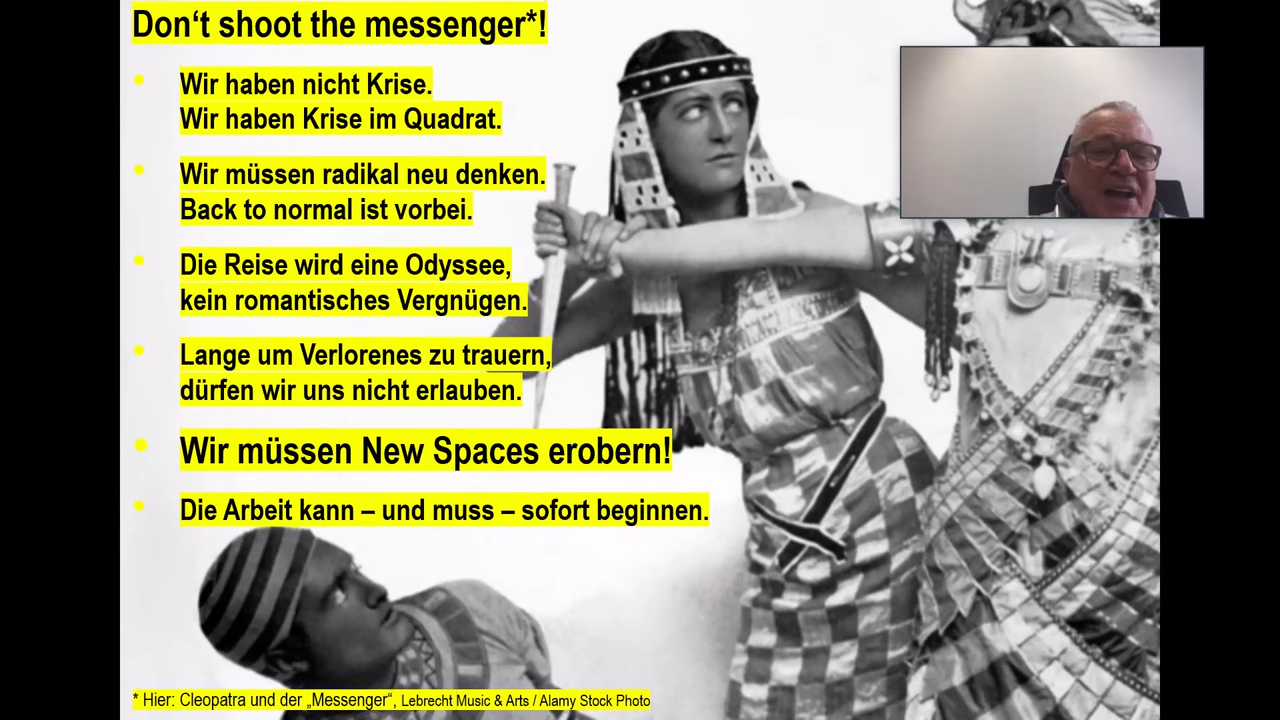 Don‘t shoot the messenger*!
Wir haben nicht Krise.
Wir haben Krise im Quadrat.
Wir müssen radikal neu denken.
Back to normal ist vorbei.
Die Reise wird eine Odyssee,
kein romantisches Vergnügen.
Lange um Verlorenes zu trauern,
dürfen wir uns nicht erlauben.
Wir müssen New Spaces erobern!
Die Arbeit kann – und muss – sofort beginnen.
* Hier: Cleopatra und der „Messenger“, Lebrecht Music & Arts / Alamy Stock Photo